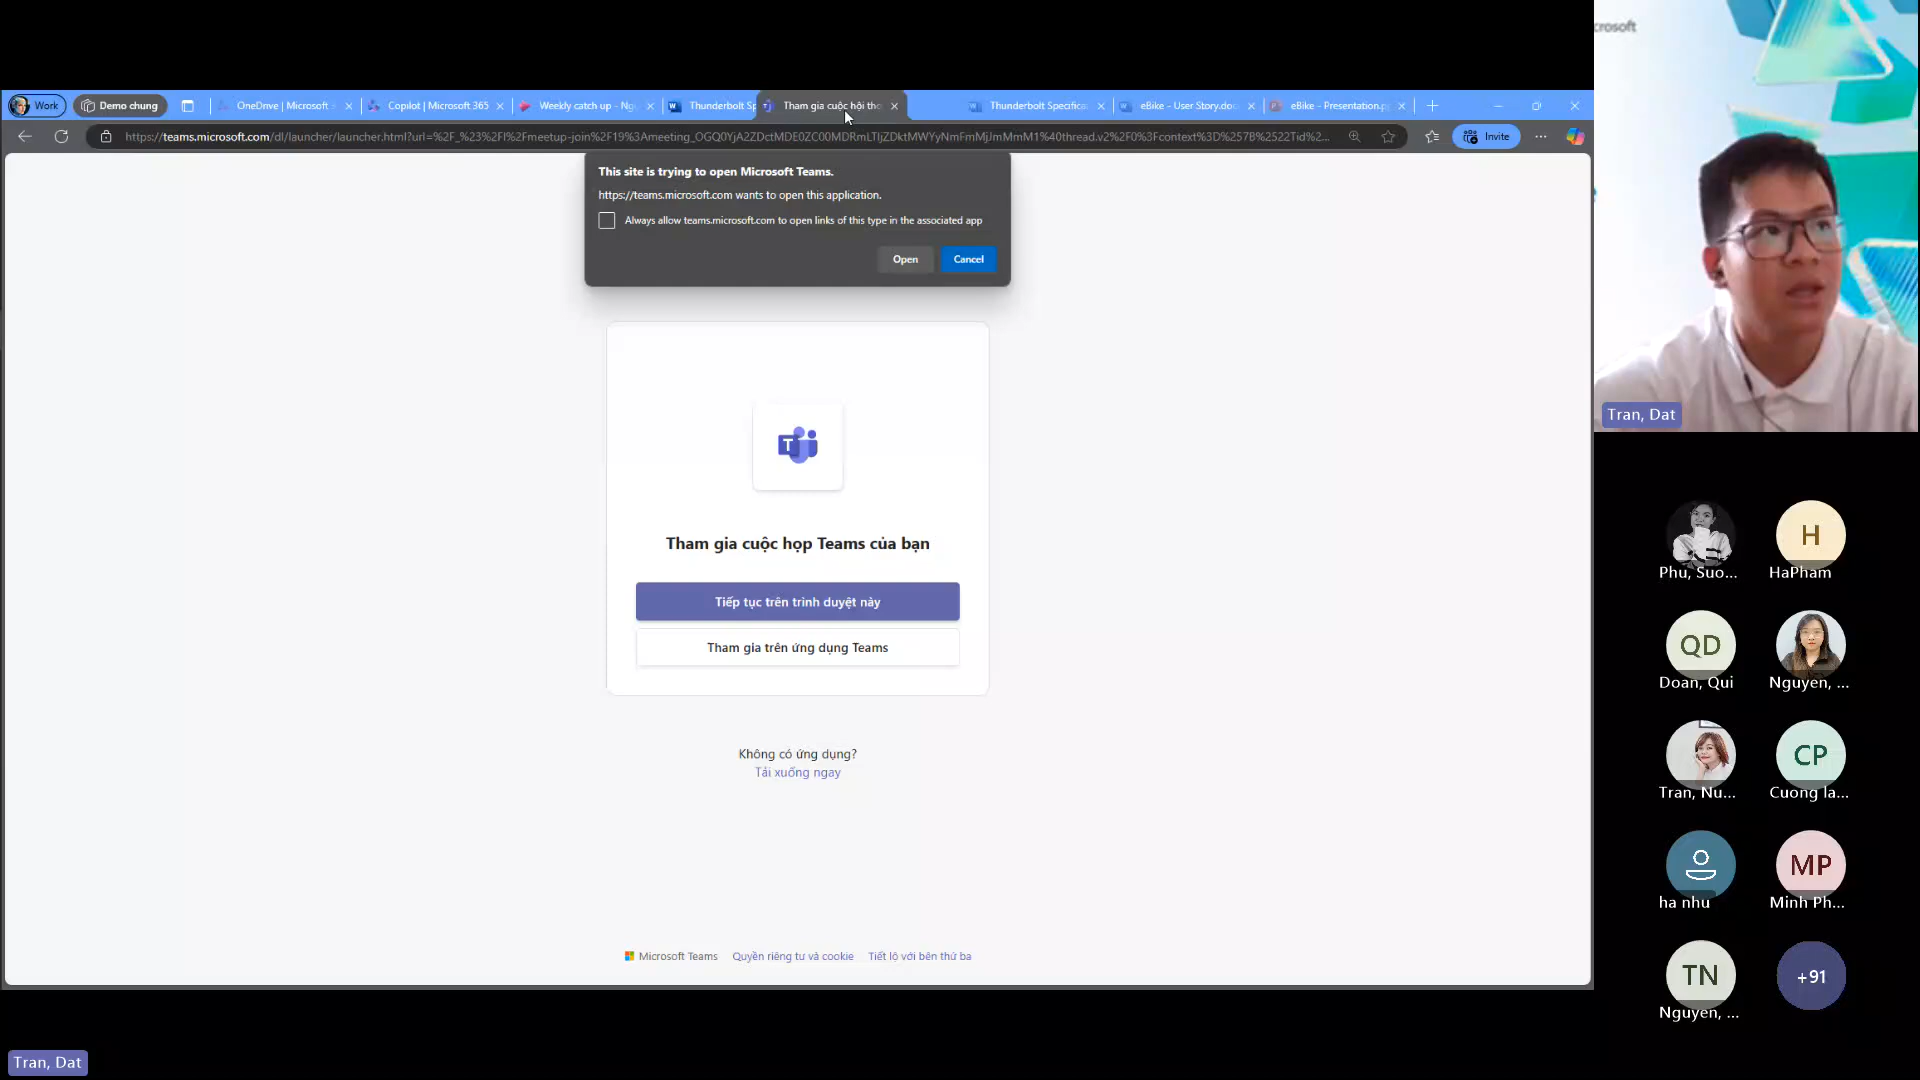 Work
Demo chung
OneDrive | Microsoft
Copilot | Microsoft 365
Weekly catch up - Ng
Thunderbolt Sp
Tham gia cuộc hội tho
Thunderbolt Specifica
eBike - User Story.do
eBike - Presentation.p
Invite
This site is trying to open Microsoft Teams.
https://teams.microsoft.com wants to open this application.
Always allow teams.microsoft.com to open links of this type in the associated app
Open
Cancel
T
Tham gia cuộc họp Teams của bạn
Tiếp tục trên trình duyệt này
Tham gia trên ứng dụng Teams
Không có ứng dụng?
Tải xuống ngay
Microsoft Teams
Quyền riêng tư và cookie
Tiết lộ với bên thứ ba
Tran, Dat
crosoft
Tran, Dat
Phu, Suo...
H
HaPham
QD
Doan, Qui
Nguyen, ...
Tran, Nu...
CP
Cuong la...
ha nhu
MP
Minh Ph...
TN
Nguyen, ...
+91